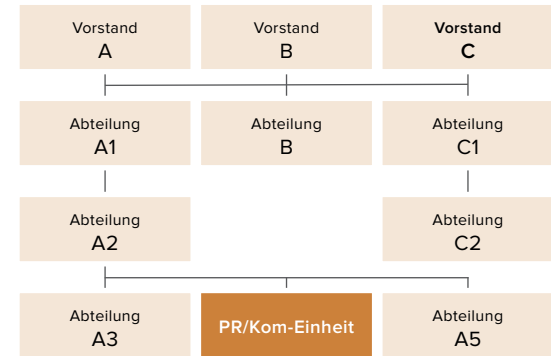 Vorstand
A
Vorstand
B
Vorstand
C
Abteilung
A1
Abteilung
B
Abteilung
C1
Abteilung
A2
Abteilung
C2
Abteilung
A3
PR/Kom-Einheit
Abteilung
A5